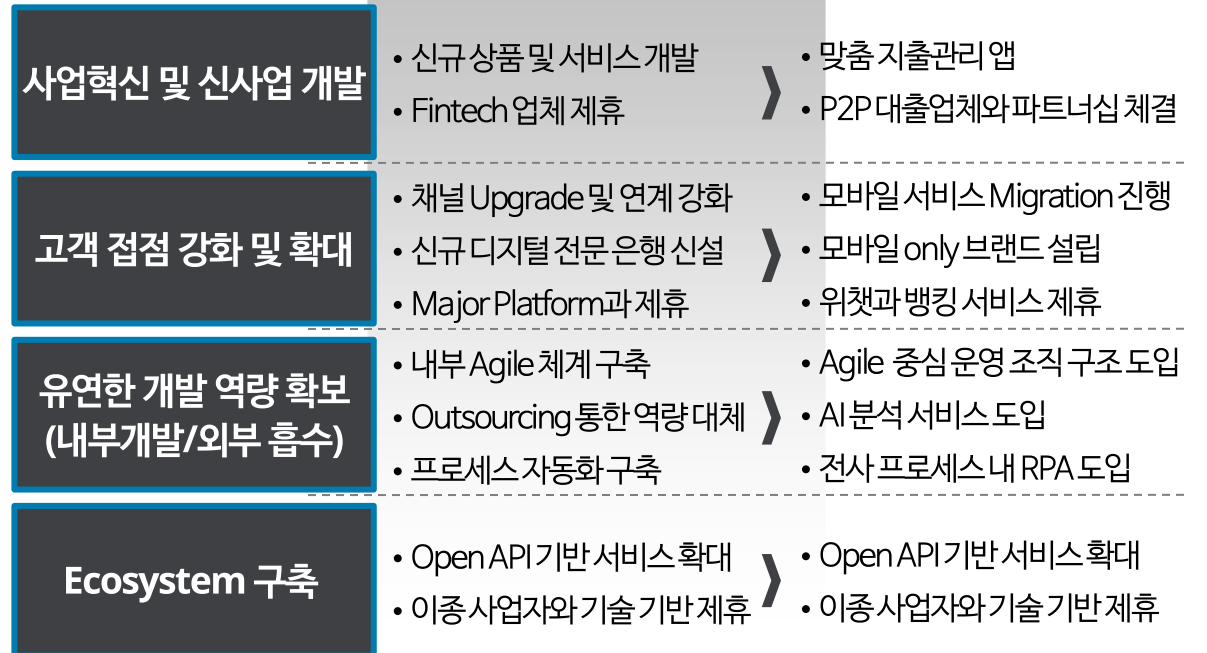 사업혁신 및 신사업 개발
• 신규 상품 및 서비스 개발
• Fintech 업체 제휴
• 맞춤 지출관리 앱
• P2P 대출업체와 파트너십 체결
고객 접점 강화 및 확대
• 채널 Upgrade 및 연계 강화
• 신규 디지털 전문 은행 신설
• Major Platform과 제휴
• 모바일 서비스 Migration 진행
• 모바일 only 브랜드 설립
• 위챗과 뱅킹 서비스 제휴
유연한 개발 역량 확보
(내부개발/외부 흡수)
• 내부 Agile 체계 구축
• Outsourcing 통한 역량 대체
• 프로세스 자동화 구축
• Agile 중심 운영 조직 구조 도입
• AI 분석 서비스 도입
• 전사 프로세스 내 RPA 도입
Ecosystem 구축
• Open API 기반 서비스 확대
• 이종 사업자와 기술 기반 제휴
• Open API 기반 서비스 확대
• 이종 사업자와 기술 기반 제휴